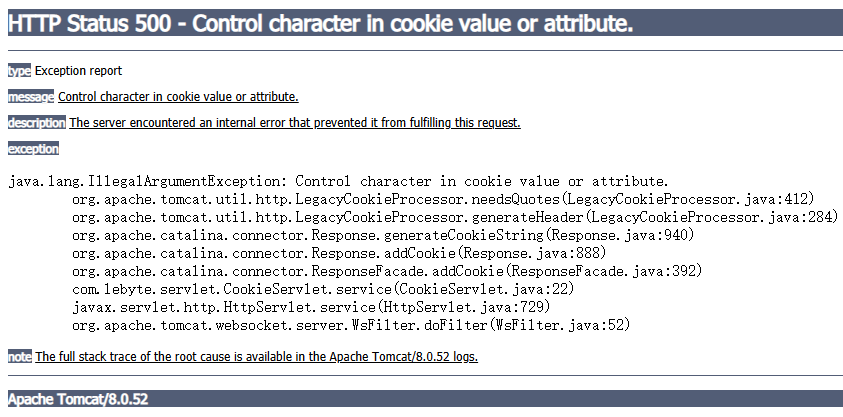 HTTP Status 500 - Control character in cookie value or attribute.
type Exception report
message Control character in cookie value or attribute.
description The server encountered an internal error that prevented it from fulfilling this request.
exception
java.lang.IllegalArgumentException: Control character in cookie value or attribute.
org.apache.tomcat.util.http.LegacyCookieProcessor.needsQuotes(LegacyCookieProcessor.java:412)
org.apache.tomcat.util.http.LegacyCookieProcessor.generateHeader(LegacyCookieProcessor.java:284)
org.apache.catalina.connector.Response.generateCookieString(Response.java:940)
org.apache.catalina.connector.Response.addCookie(Response.java:888)
org.apache.catalina.connector.ResponseFacade.addCookie(ResponseFacade.java:392)
com.lebyte.servlet.CookieServlet.service(CookieServlet.java:22)
javax.servlet.http.HttpServlet.service(HttpServlet.java:729)
org.apache.tomcat.websocket.server.WsFilter.doFilter(WsFilter.java:52)
note The full stack trace of the root cause is available in the Apache Tomcat/8.0.52 logs.
Apache Tomcat/8.0.52